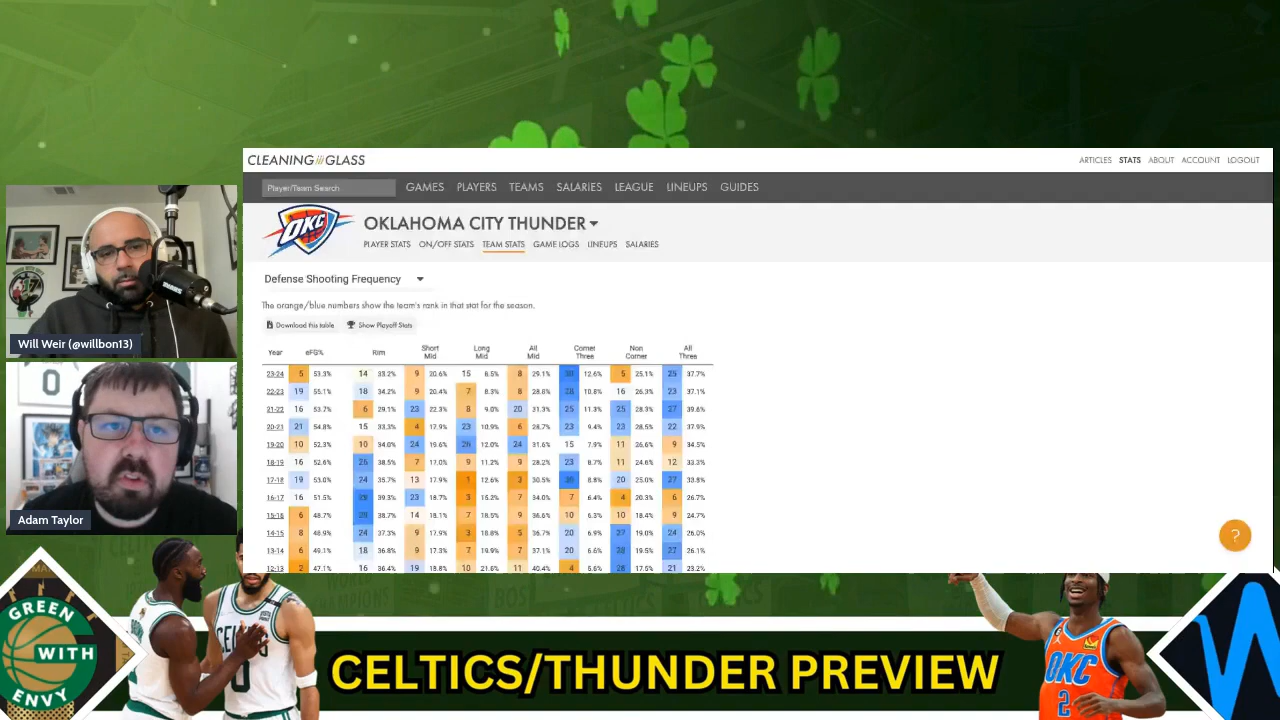 CLEANING///GLASS
ARTICLES STATS ABOUT ACCOUNT LOGOUT
Player/Team Search GAMES PLAYERS TEAMS SALARIES LEAGUE LINEUPS GUIDES
OKC OKLAHOMA CITY THUNDER
PLAYER STATS ON/OFF STATS TEAM STATS GAME LOGS LINEUPS SALARIES
Defense Shooting Frequency
The orange/blue numbers show the team's rank in that stat for the season.
Download this table Show Playoff Stats
Year eFG% Rim Short Mid Long Mid All Mid Corner Three Non Corner All Three
23-24 5 53.3% 14 33.2% 9 20.6% 15 8.5% 8 29.1% 30 12.6% 5 25.1% 25 37.7%
22-23 19 55.1% 18 34.2% 9 20.4% 7 8.3% 8 28.8% 28 10.8% 16 26.3% 23 37.1%
21-22 16 53.7% 6 29.1% 23 22.3% 8 9.0% 20 31.3% 25 11.3% 25 28.3% 27 39.6%
20-21 21 54.8% 15 33.3% 4 17.9% 23 10.9% 6 28.7% 23 9.4% 23 28.5% 22 37.9%
19-20 10 52.3% 10 34.0% 24 19.6% 26 12.0% 24 31.6% 15 7.9% 11 26.6% 9 34.5%
18-19 16 52.6% 25 38.5% 7 17.0% 9 11.2% 9 28.2% 23 8.7% 11 24.6% 12 33.3%
17-18 19 53.0% 24 35.7% 13 17.9% 1 12.6% 3 30.5% 30 8.8% 20 25.0% 27 33.8%
16-17 16 51.5% 39.3% 23 18.7% 3 15.2% 7 34.0% 7 6.4% 4 20.3% 6 26.7%
15-16 6 48.7% 38.7% 14 18.1% 7 18.5% 9 36.6% 10 6.3% 10 18.4% 9 24.7%
14-15 8 48.9% 24 37.3% 9 17.9% 3 18.8% 5 36.7% 20 6.9% 27 19.0% 24 26.0%
13-14 6 49.1% 18 36.8% 9 17.3% 7 19.9% 7 37.1% 20 6.6% 28 19.5% 27 26.1%
12-13 2 47.1% 16 36.4% 19 18.8% 10 21.6% 11 40.4% 4 5.6% 28 17.5% 21 23.2%
?
Will Weir (@willbon13)
Adam Taylor
GREEN
WITH
ENVY
CELTICS/THUNDER PREVIEW
OKC
2